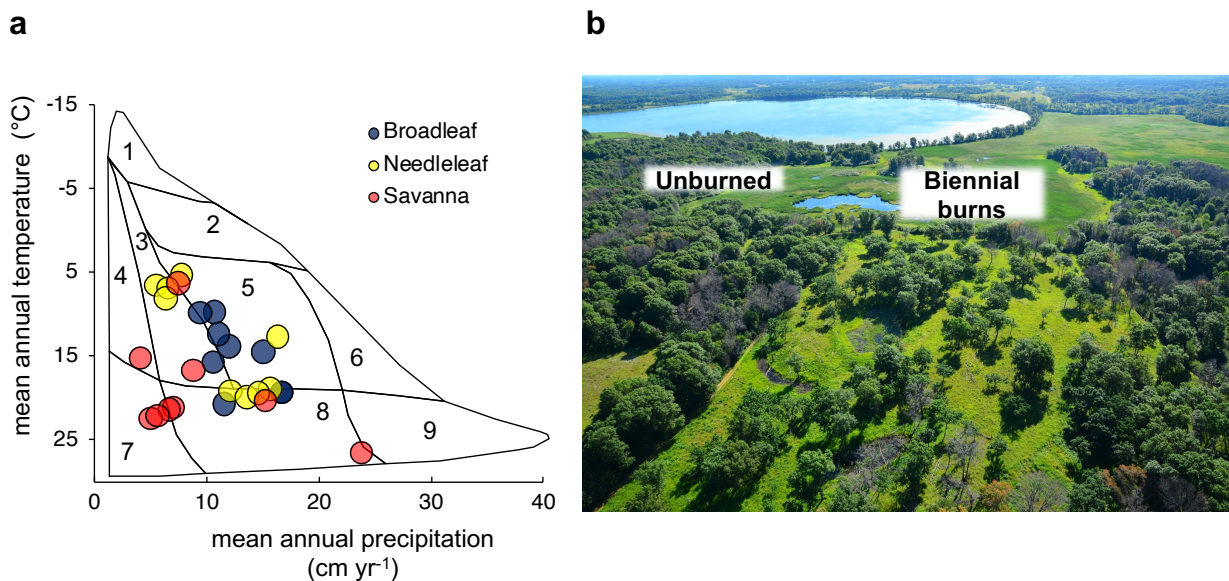 a
b
-15
-5
5
15
25
mean annual temperature (°C)
Broadleaf
Needleleaf
Savanna
1
2
3
4
5
6
7
8
9
0
10
20
30
40
mean annual precipitation
(cm yr-1)
Unburned
Biennial
burns